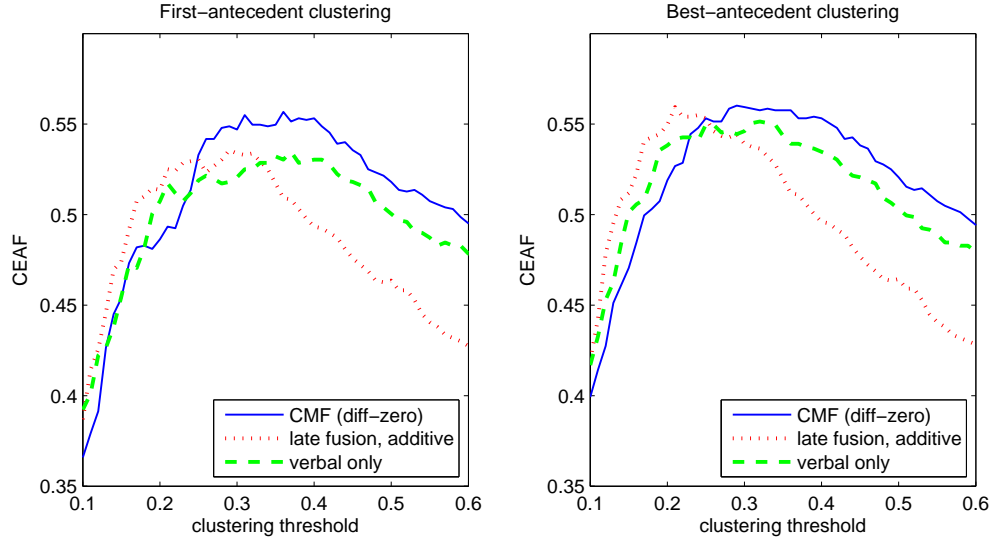 First−antecedent clustering
CEAF
0.55
0.5
0.45
0.4
0.35
0.1 0.2 0.3 0.4 0.5 0.6
clustering threshold
CMF (diff−zero)
late fusion, additive
verbal only
Best−antecedent clustering
CEAF
0.55
0.5
0.45
0.4
0.35
0.1 0.2 0.3 0.4 0.5 0.6
clustering threshold
CMF (diff−zero)
late fusion, additive
verbal only